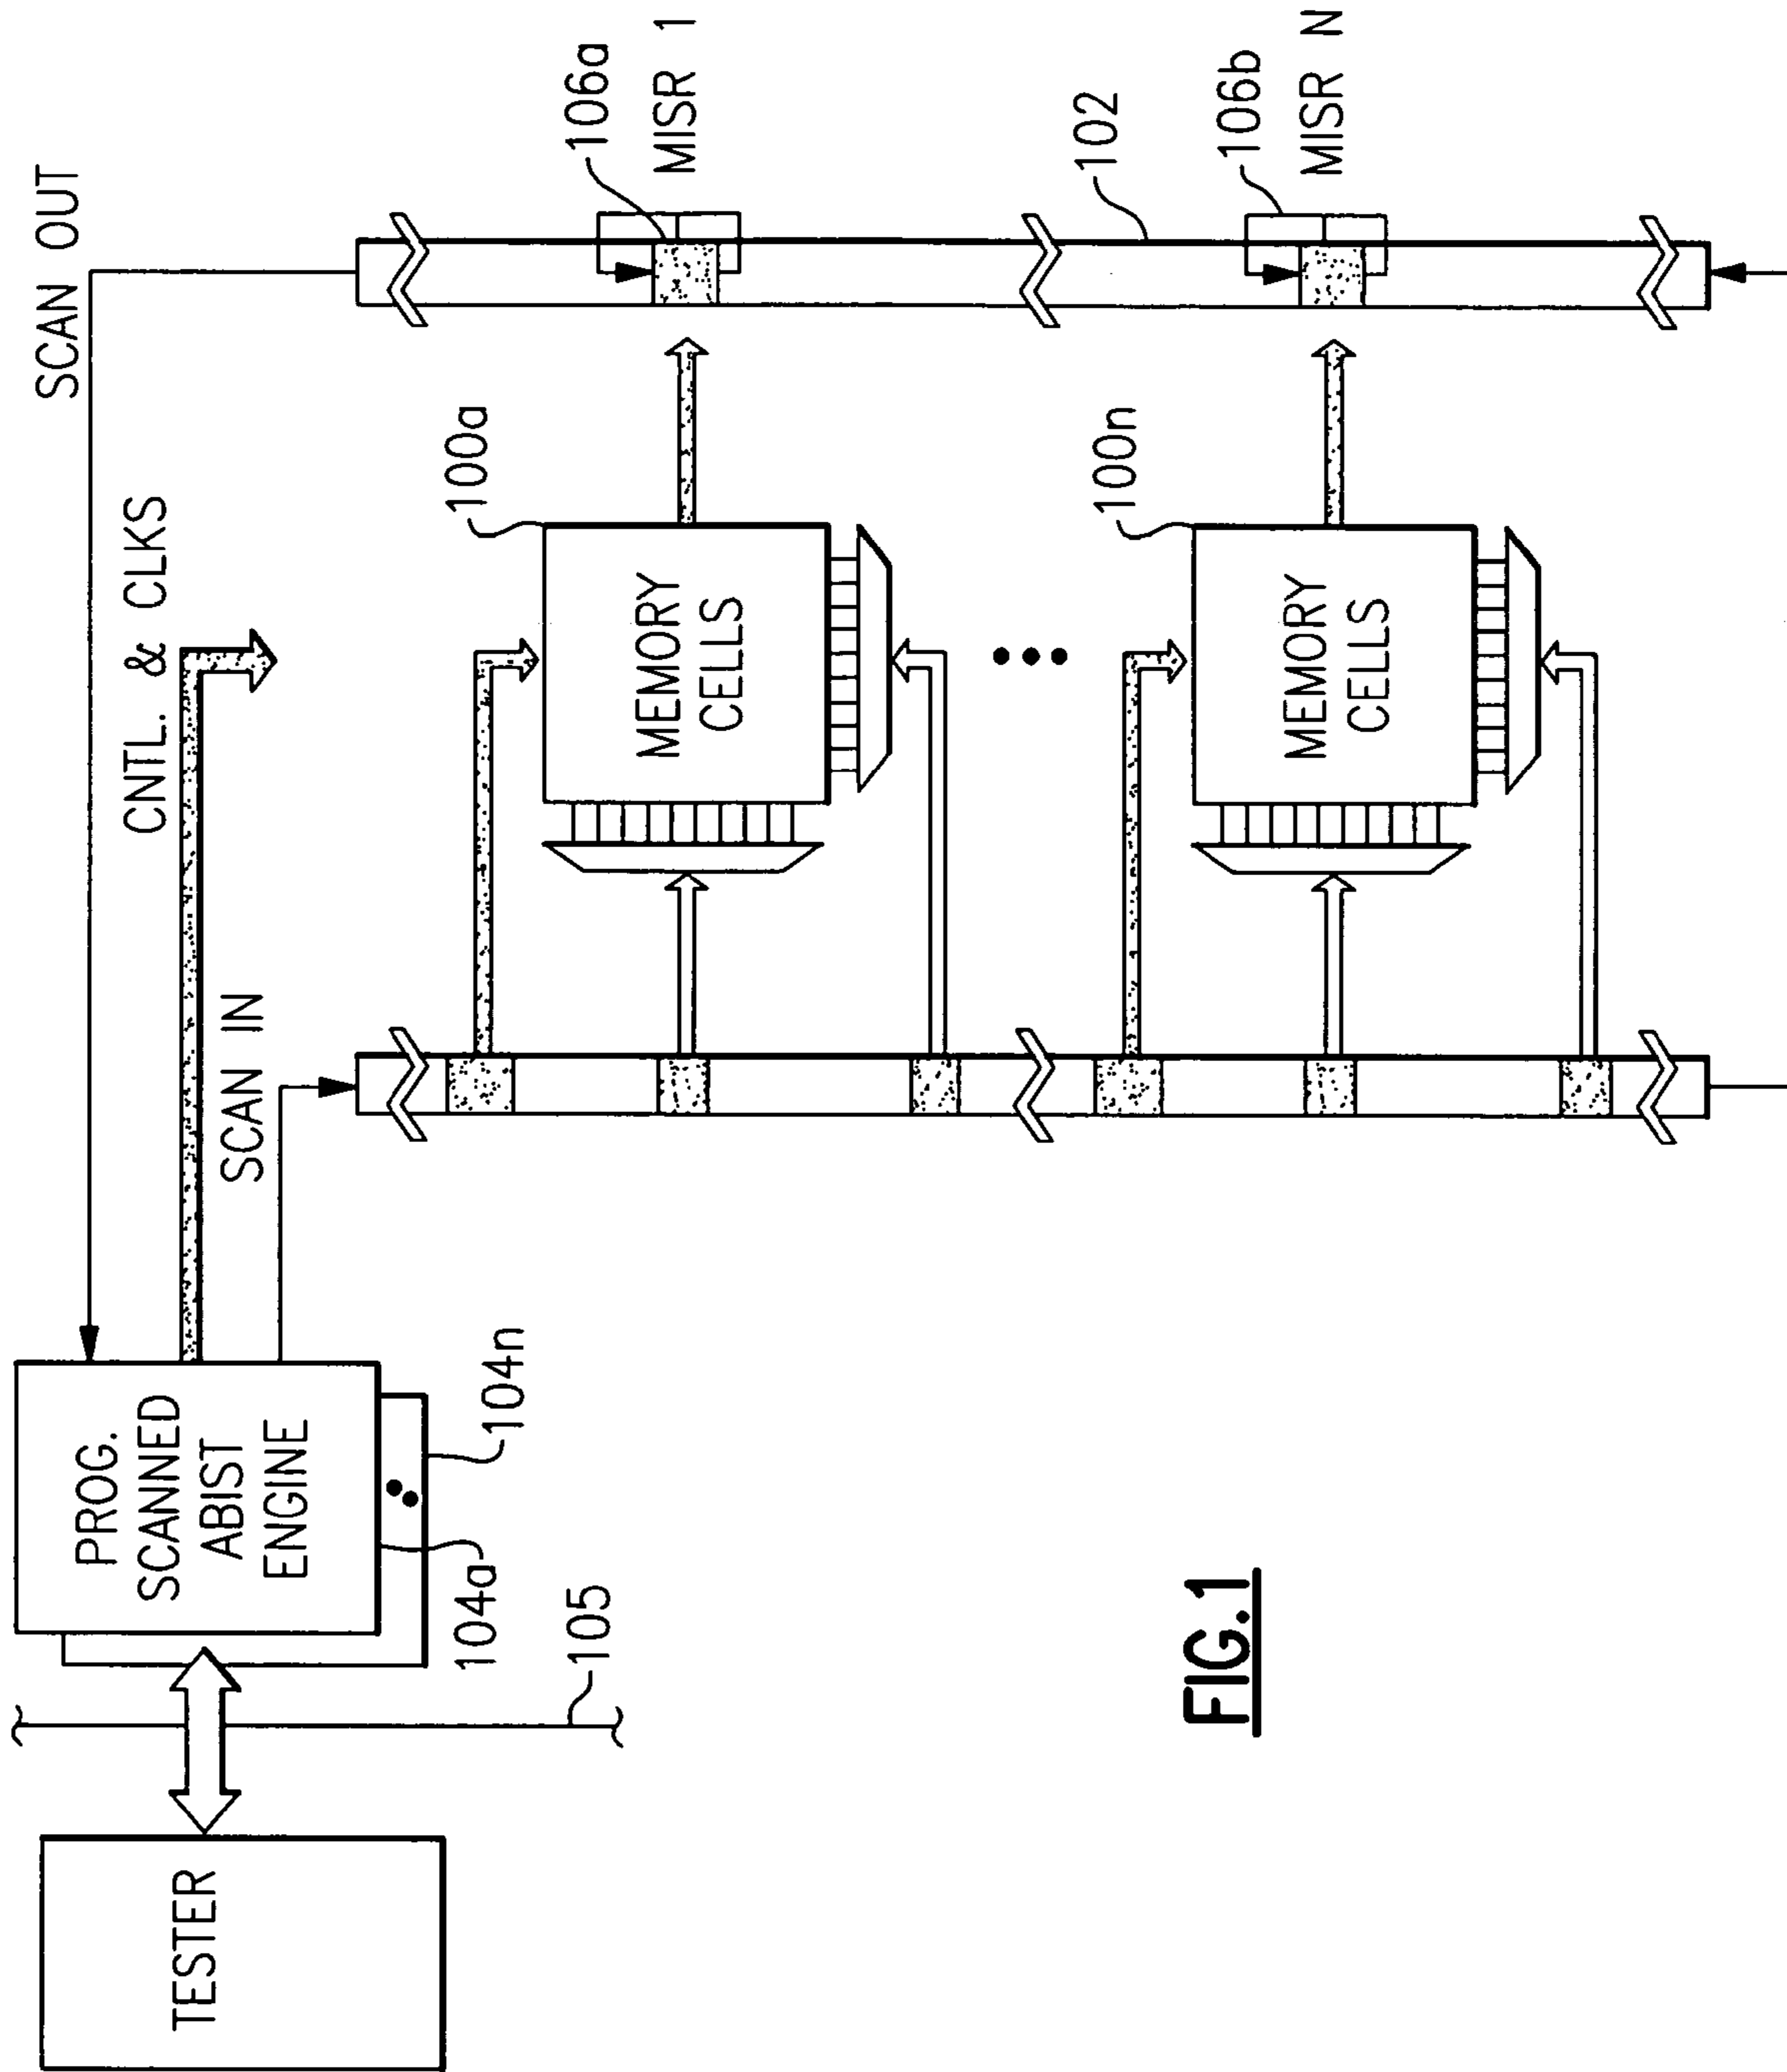 TESTER
105
PROG.
SCANNED
ABIST
ENGINE
104a
104n
SCAN OUT
CNTL. & CLKS
SCAN IN
100a
MEMORY
CELLS
100n
MEMORY
CELLS
106a
MISR 1
102
106b
MISR N
FIG.1